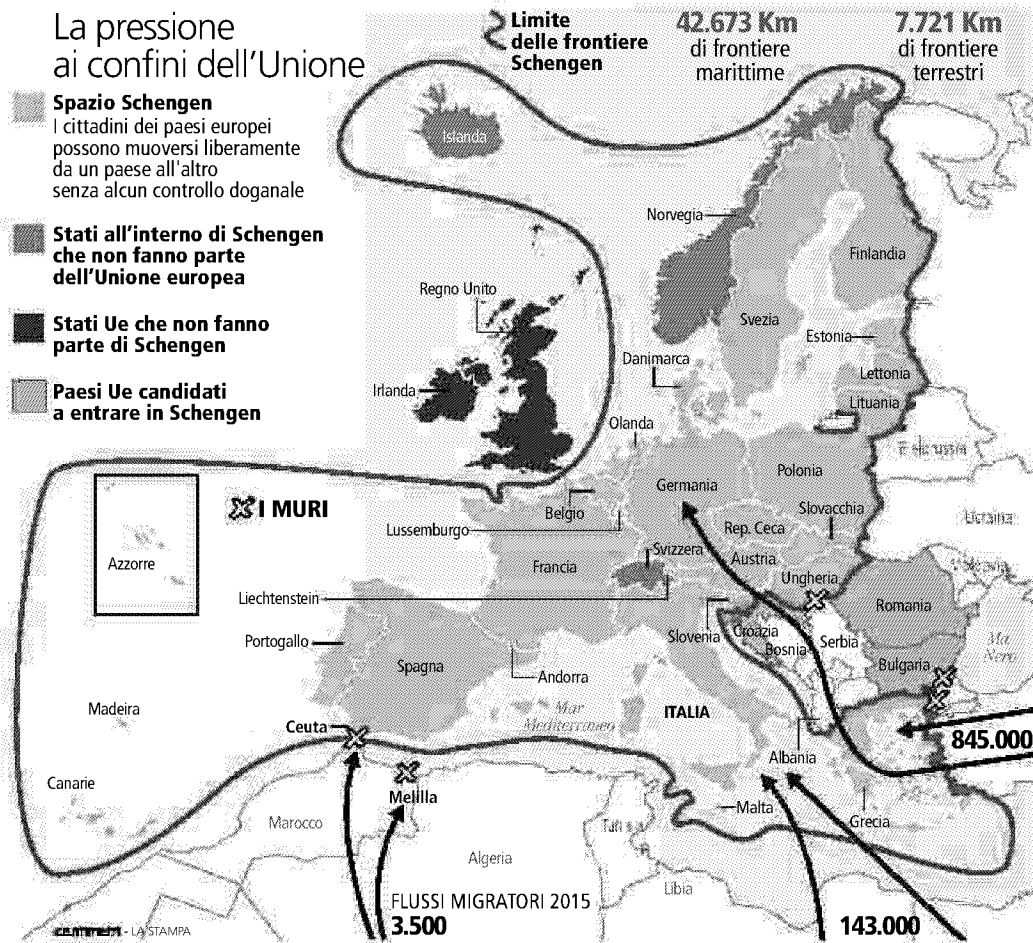 La pressione
ai confini dell'Unione
Limite
delle frontiere
Schengen
42.673 Km
di frontiere
marittime
7.721 Km
di frontiere
terrestri
Spazio Schengen
I cittadini dei paesi europei
possono muoversi liberamente
da un paese all'altro
senza alcun controllo doganale
Stati all'interno di Schengen
che non fanno parte
dell'Unione europea
Stati Ue che non fanno
parte di Schengen
Paesi Ue candidati
a entrare in Schengen
Islanda
Norvegia
Finlandia
Svezia
Regno Unito
Estonia
Danimarca
Lettonia
Irlanda
Lituania
Olanda
Polonia
Germania
I MURI
Belgio
Slovacchia
Lussemburgo
Rep. Ceca
Ucraina
Svizzera
Austria
Azzorre
Francia
Ungheria
Liechtenstein
Romania
Portogallo
Slovenia
Croazia
Serbia
Bosnia
Ma
Nero
Spagna
Andorra
Bulgaria
Madeira
Mar
Mediterraneo
ITALIA
Ceuta
845.000
Albania
Canarie
Melilla
Malta
Grecia
Marocco
Algeria
Libia
FLUSSI MIGRATORI 2015
3.500
143.000
- LA STAMPA